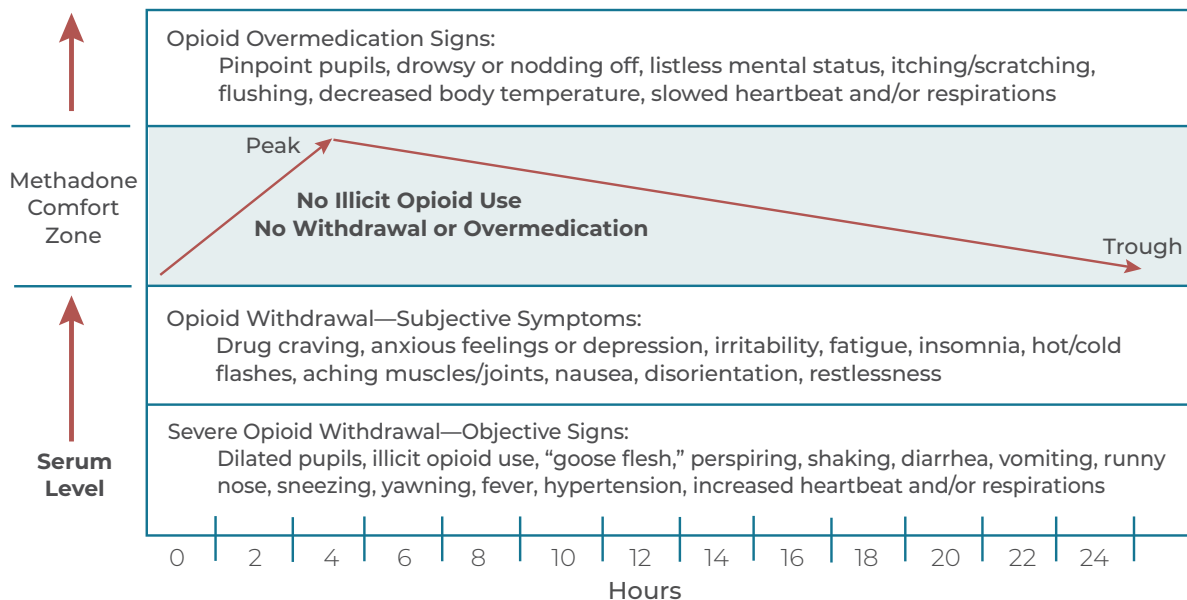 Opioid Overmedication Signs:
Pinpoint pupils, drowsy or nodding off, listless mental status, itching/scratching,
flushing, decreased body temperature, slowed heartbeat and/or respirations
Methadone
Comfort
Zone
Peak
No Illicit Opioid Use
No Withdrawal or Overmedication
Trough
Opioid Withdrawal—Subjective Symptoms:
Drug craving, anxious feelings or depression, irritability, fatigue, insomnia, hot/cold
flashes, aching muscles/joints, nausea, disorientation, restlessness
Severe Opioid Withdrawal—Objective Signs:
Dilated pupils, illicit opioid use, “goose flesh,” perspiring, shaking, diarrhea, vomiting, runny
nose, sneezing, yawning, fever, hypertension, increased heartbeat and/or respirations
Serum
Level
0 2 4 6 8 10 12 14 16 18 20 22 24
Hours